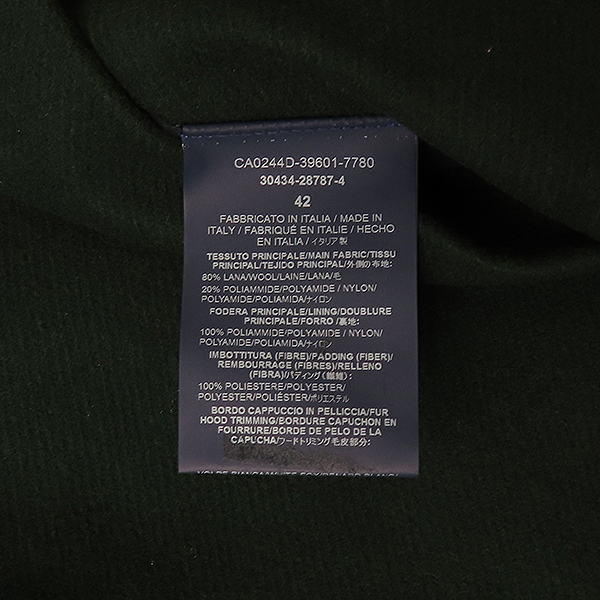 CA0244D-39601-7780
30434-28787-4
42
FABBRICATO IN ITALIA / MADE IN
ITALY / FABRIQUÉ EN ITALIE / HECHO
EN ITALIA / イタリア製
TESSUTO PRINCIPALE/MAIN FABRIC/TISSU
PRINCIPAL/TEJIDO PRINCIPAL/外側の布地:
80% LANA/WOOL/LAINE/LANA/毛
20% POLIAMMIDE/POLYAMIDE / NYLON/
POLYAMIDE/POLIAMIDA/ナイロン
FODERA PRINCIPALE/LINING/DOUBLURE
PRINCIPALE/FORRO / 裏地:
100% POLIAMMIDE/POLYAMIDE / NYLON/
POLYAMIDE/POLIAMIDA/ナイロン
IMBOTTITURA (FIBRE)/PADDING (FIBER)/
REMBOURRAGE (FIBRES)/RELLENO
(FIBRA)/パディング (繊維) :
100% POLIESTERE/POLYESTER/
POLYESTER/POLIÉSTER/ポリエステル
BORDO CAPPUCCIO IN PELLICCIA/FUR
HOOD TRIMMING/BORDURE CAPUCHON EN
FOURRURE/BORDE DE PELO DE LA
CAPUCHA/フードトリミング毛皮部分: